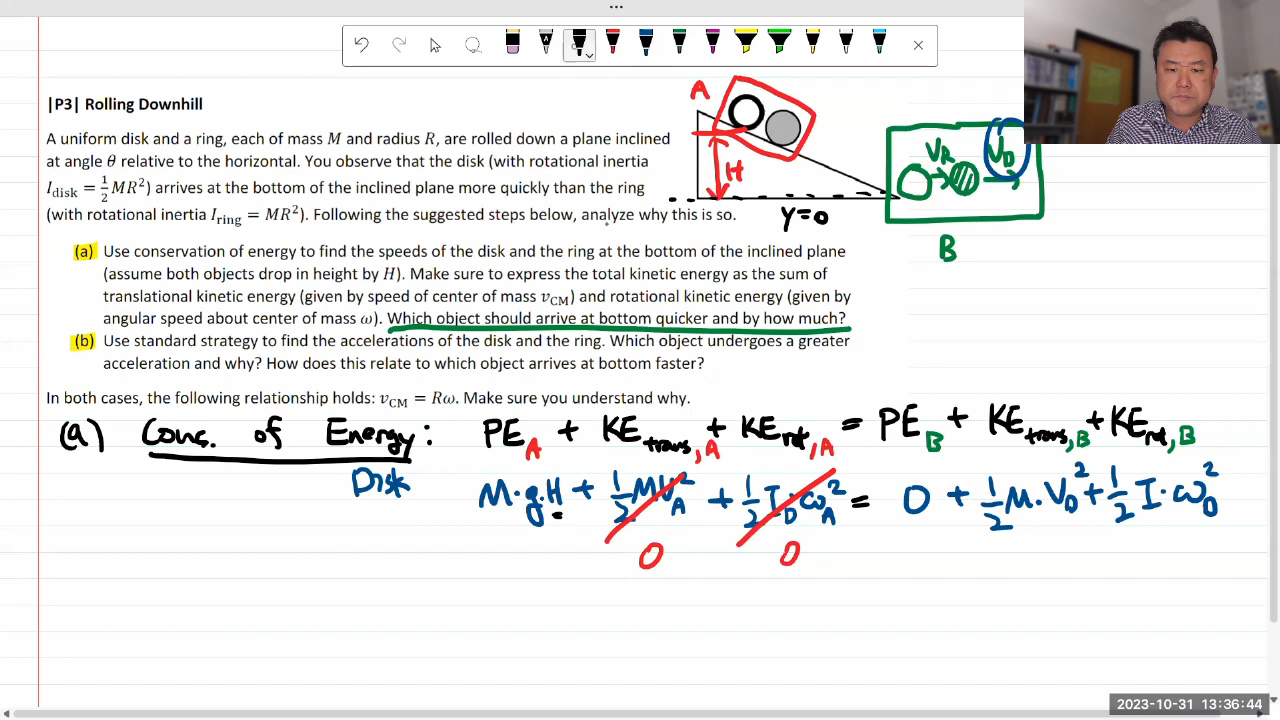 |P3| Rolling Downhill
A uniform disk and a ring, each of mass M and radius R, are rolled down a plane inclined
at angle θ relative to the horizontal. You observe that the disk (with rotational inertia
I_disk = 1/2 MR²) arrives at the bottom of the inclined plane more quickly than the ring
(with rotational inertia I_ring = MR²). Following the suggested steps below, analyze why this is so.
A
H
y=0
V_R
V_D
B
(a) Use conservation of energy to find the speeds of the disk and the ring at the bottom of the inclined plane
(assume both objects drop in height by H). Make sure to express the total kinetic energy as the sum of
translational kinetic energy (given by speed of center of mass v_CM) and rotational kinetic energy (given by
angular speed about center of mass ω). Which object should arrive at bottom quicker and by how much?
(b) Use standard strategy to find the accelerations of the disk and the ring. Which object undergoes a greater
acceleration and why? How does this relate to which object arrives at bottom faster?
In both cases, the following relationship holds: v_CM = Rω. Make sure you understand why.
(a) Cons. of Energy: PE_A + KE_trans,A + KE_rot,A = PE_B + KE_trans,B + KE_rot,B
Disk M·g·H + 1/2 MV_A² + 1/2 I_D·ω_A² = 0 + 1/2 M·V_D² + 1/2 I·ω_D²
0 0
2023-10-31 13:36:44